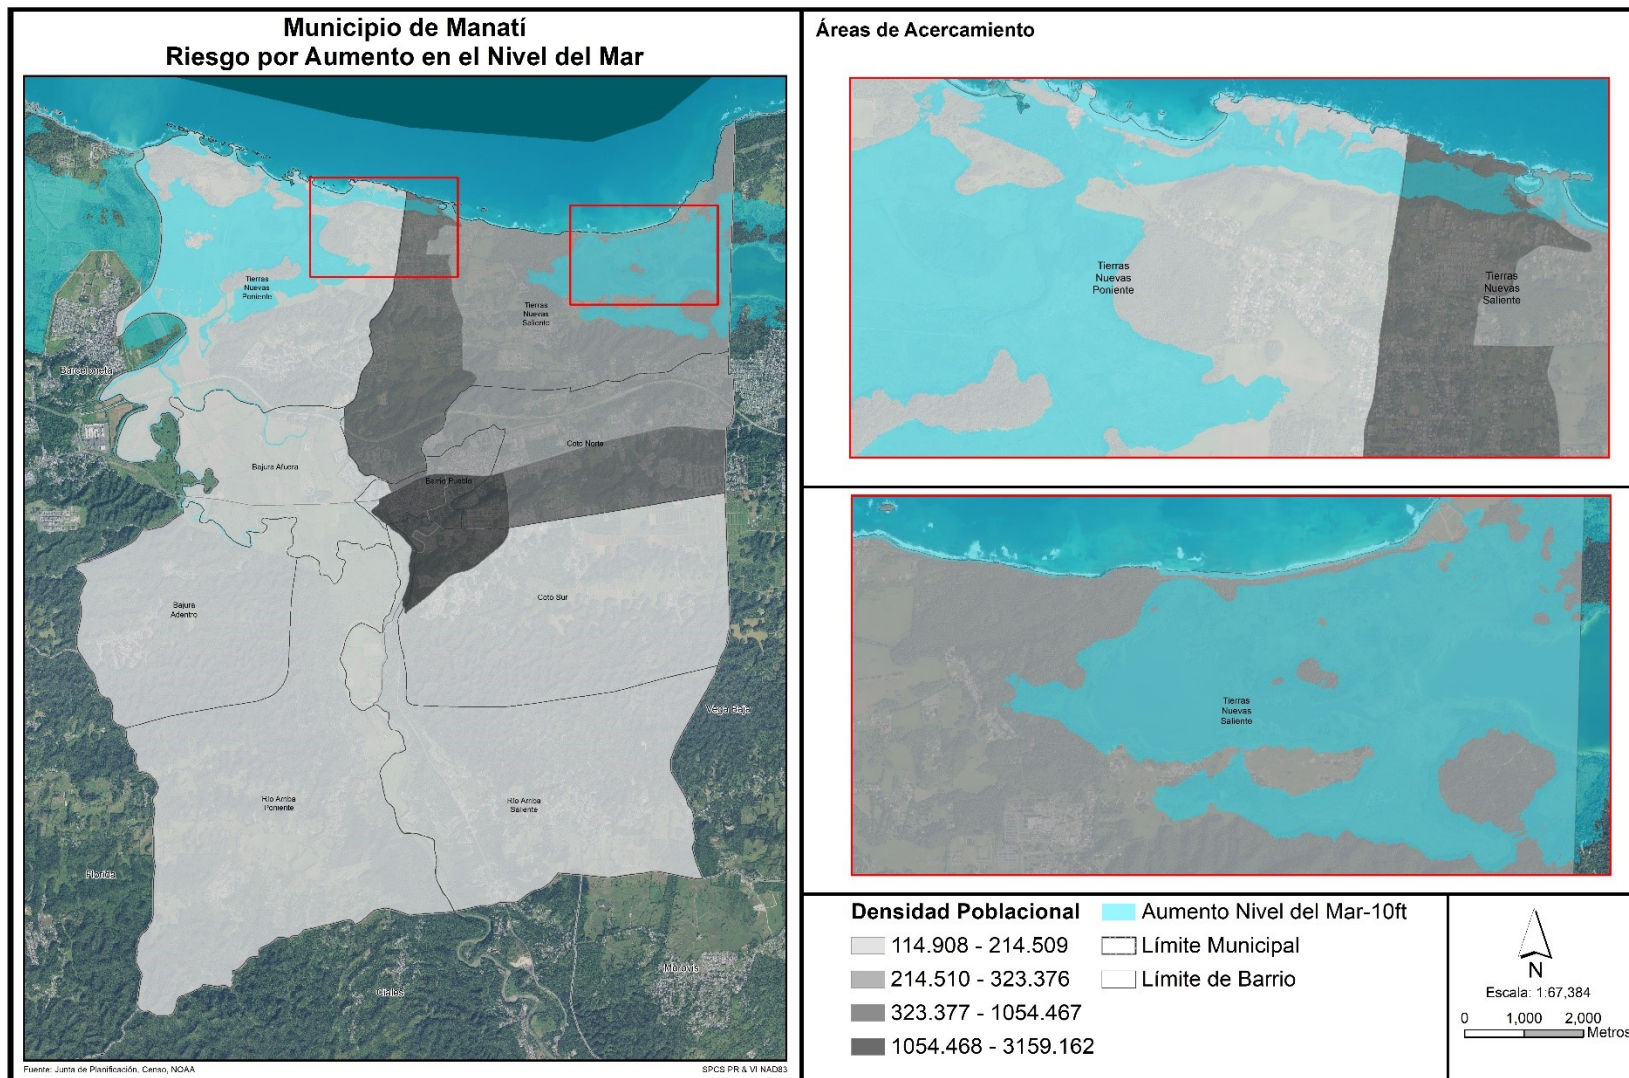 Municipio de Manatí
Riesgo por Aumento en el Nivel del Mar
Tierras
Nuevas
Poniente
Tierras
Nuevas
Saliente
Barceloneta
Bajura Afuera
Coto Norte
Barrio Pueblo
Bajura
Adentro
Coto Sur
Vega Baja
Río Arriba
Poniente
Río Arriba
Saliente
Florida
Ciales
Morovis
Fuente: Junta de Planificación, Censo, NOAA
SPCS PR & VI NAD83
Áreas de Acercamiento
Tierras
Nuevas
Poniente
Tierras
Nuevas
Saliente
Tierras
Nuevas
Saliente
Densidad Poblacional
114.908 - 214.509
214.510 - 323.376
323.377 - 1054.467
1054.468 - 3159.162
Aumento Nivel del Mar-10ft
Límite Municipal
Límite de Barrio
N
Escala: 1:67,384
0 1,000 2,000
Metros